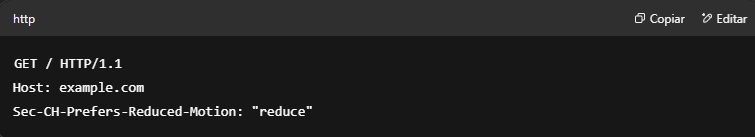 http Copiar Editar
GET / HTTP/1.1
Host: example.com
Sec-CH-Prefers-Reduced-Motion: "reduce"